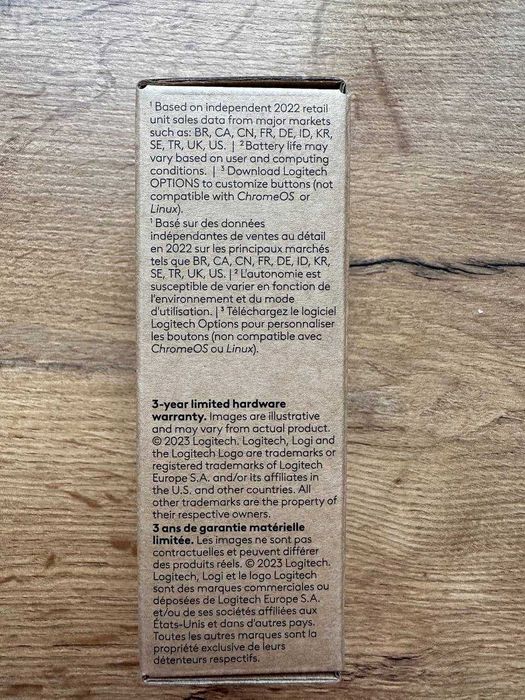 ¹ Based on independent 2022 retail
unit sales data from major markets
such as: BR, CA, CN, FR, DE, ID, KR,
SE, TR, UK, US. | ² Battery life may
vary based on user and computing
conditions. | ³ Download Logitech
OPTIONS to customize buttons (not
compatible with ChromeOS or
Linux).
¹ Basé sur des données
indépendantes de ventes au détail
en 2022 sur les principaux marchés
tels que BR, CA, CN, FR, DE, ID, KR,
SE, TR, UK, US. | ² L'autonomie est
susceptible de varier en fonction de
l'environnement et du mode
d'utilisation. | ³ Téléchargez le logiciel
Logitech Options pour personnaliser
les boutons (non compatible avec
ChromeOS ou Linux).
3-year limited hardware
warranty. Images are illustrative
and may vary from actual product.
© 2023 Logitech. Logitech, Logi and
the Logitech Logo are trademarks or
registered trademarks of Logitech
Europe S.A. and/or its affiliates in
the U.S. and other countries. All
other trademarks are the property of
their respective owners.
3 ans de garantie matérielle
limitée. Les images ne sont pas
contractuelles et peuvent différer
des produits réels. © 2023 Logitech.
Logitech, Logi et le logo Logitech
sont des marques commerciales ou
déposées de Logitech Europe S.A.
et/ou de ses sociétés affiliées aux
États-Unis et dans d'autres pays.
Toutes les autres marques sont la
propriété exclusive de leurs
détenteurs respectifs.